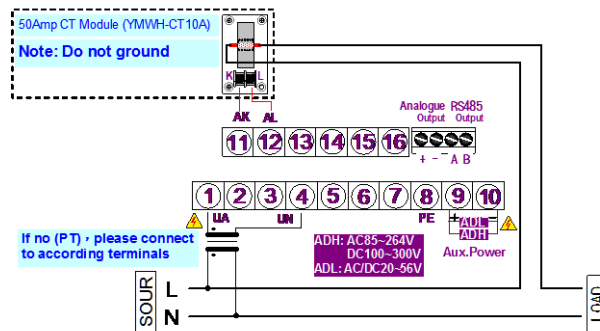 50Amp CT Module (YMWH-CT10A)
Note: Do not ground
K L
AK AL
Analogue RS485
Output Output
11 12 13 14 15 16
+ - A B
1 2 3 4 5 6 7 8 9 10
UA UN PE + -
ADL
ADH
If no (PT)，please connect
to according terminals
ADH: AC85~264V
DC100~300V
ADL: AC/DC20~56V
Aux.Power
SOUR
L
N
LOAD